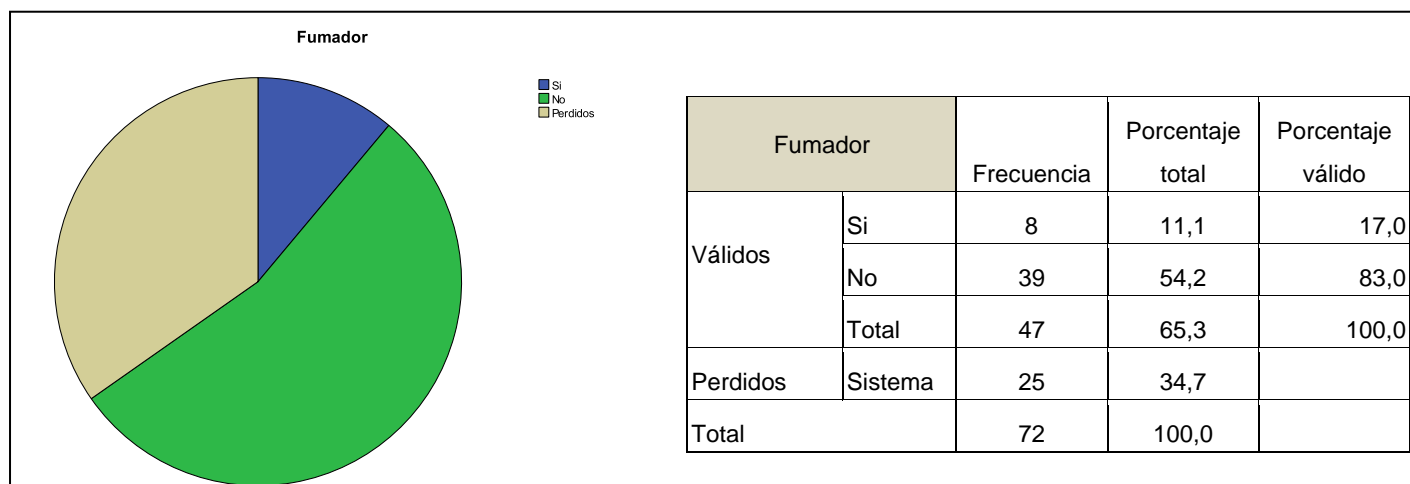 Fumador
Si
No
Perdidos
Fumador
Frecuencia
Porcentaje
total
Porcentaje
válido
Válidos
Si
8
11,1
17,0
No
39
54,2
83,0
Total
47
65,3
100,0
Perdidos
Sistema
25
34,7
Total
72
100,0